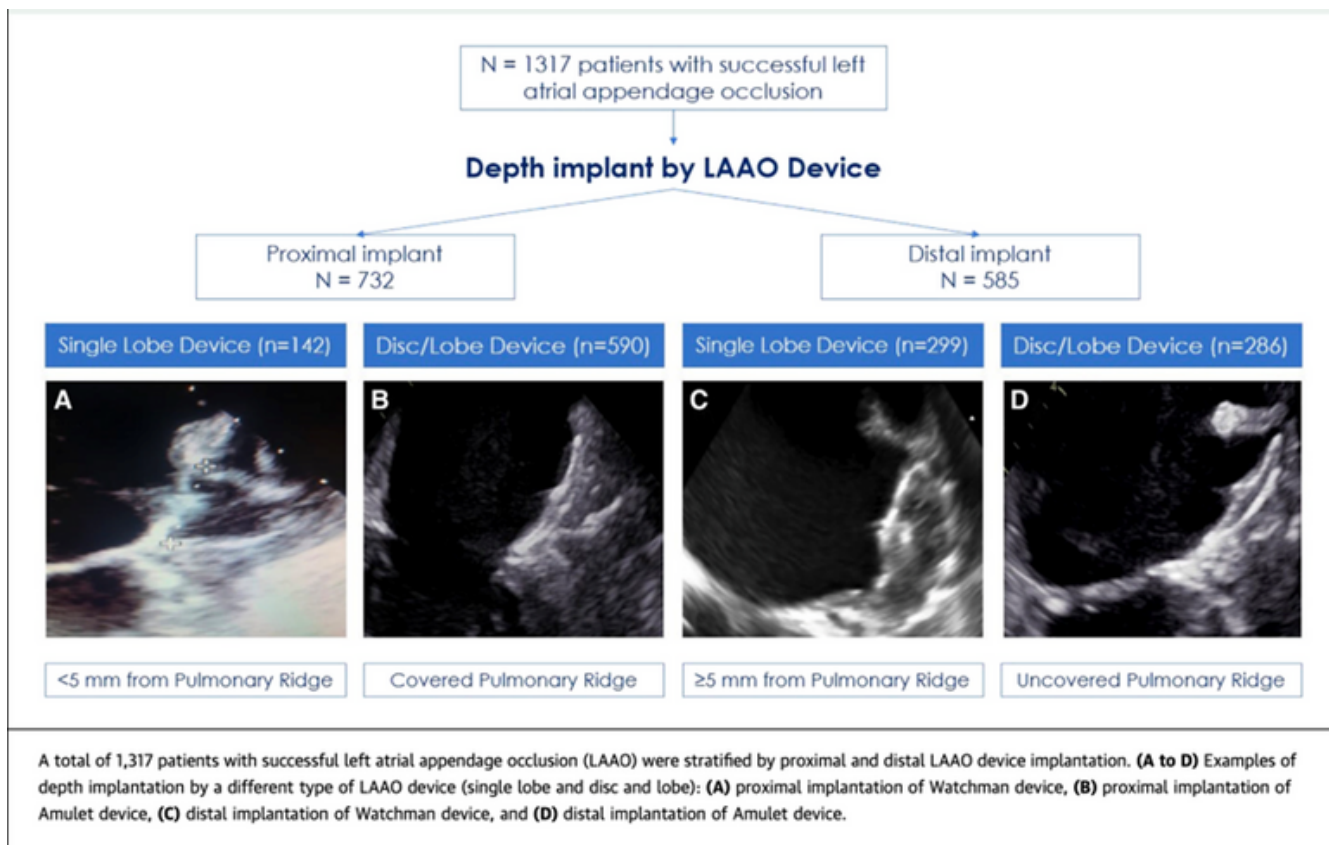 N = 1317 patients with successful left
atrial appendage occlusion
Depth implant by LAAO Device
Proximal implant
N = 732
Distal implant
N = 585
Single Lobe Device (n=142)
Disc/Lobe Device (n=590)
Single Lobe Device (n=299)
Disc/Lobe Device (n=286)
A
B
C
D
<5 mm from Pulmonary Ridge
Covered Pulmonary Ridge
≥5 mm from Pulmonary Ridge
Uncovered Pulmonary Ridge
A total of 1,317 patients with successful left atrial appendage occlusion (LAAO) were stratified by proximal and distal LAAO device implantation. (A to D) Examples of
depth implantation by a different type of LAAO device (single lobe and disc and lobe): (A) proximal implantation of Watchman device, (B) proximal implantation of
Amulet device, (C) distal implantation of Watchman device, and (D) distal implantation of Amulet device.